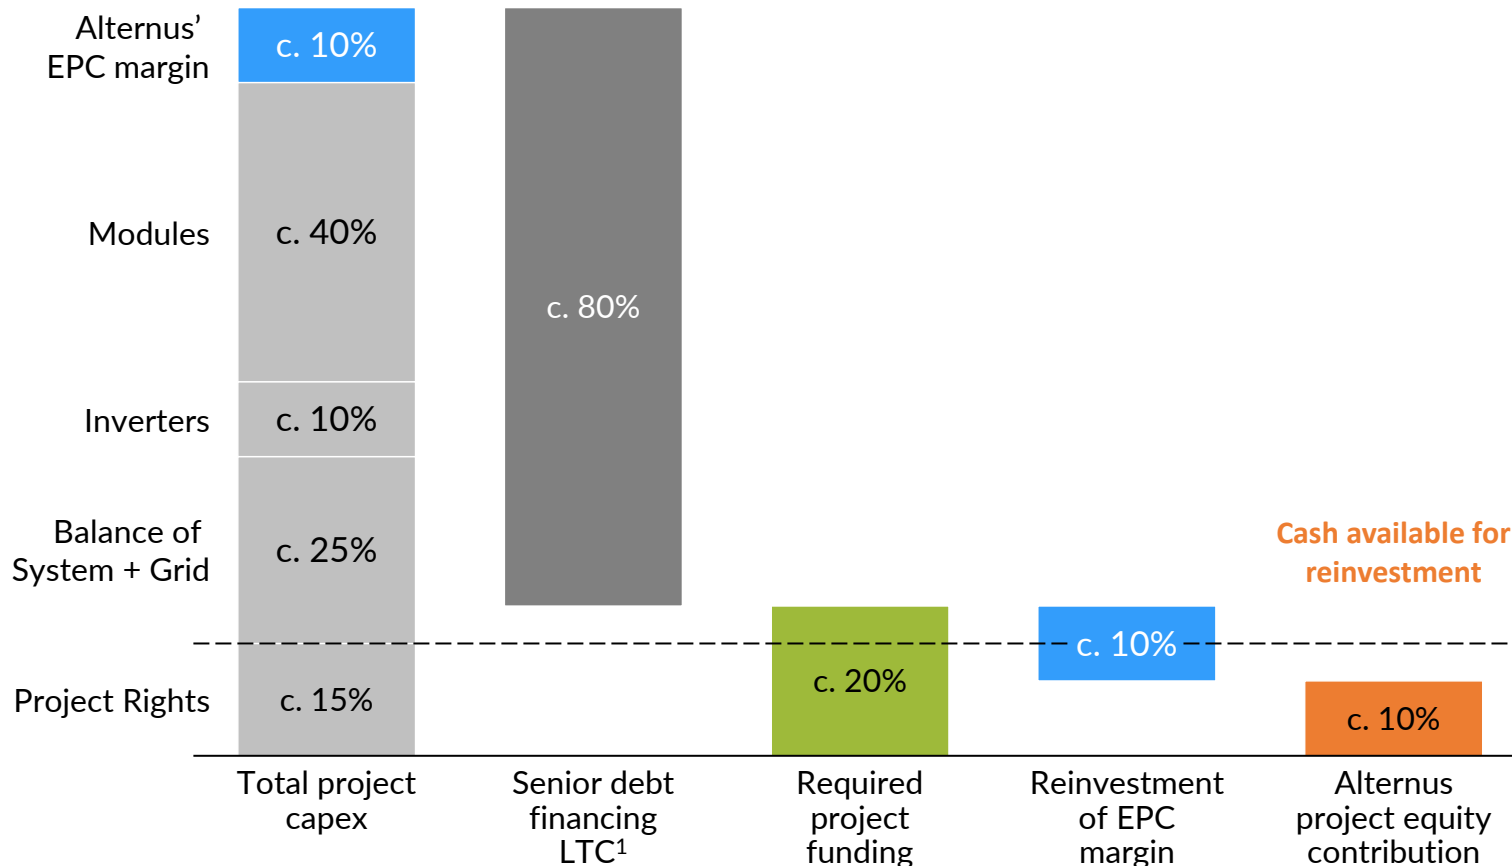 Alternus’
EPC margin
c. 10%
Modules
c. 40%
c. 80%
Inverters
c. 10%
Balance of
System + Grid
c. 25%
Cash available for
reinvestment
Project Rights
c. 15%
c. 20%
c. 10%
c. 10%
Total project
capex
Senior debt
financing
LTC¹
Required
project
funding
Reinvestment
of EPC
margin
Alternus
project equity
contribution